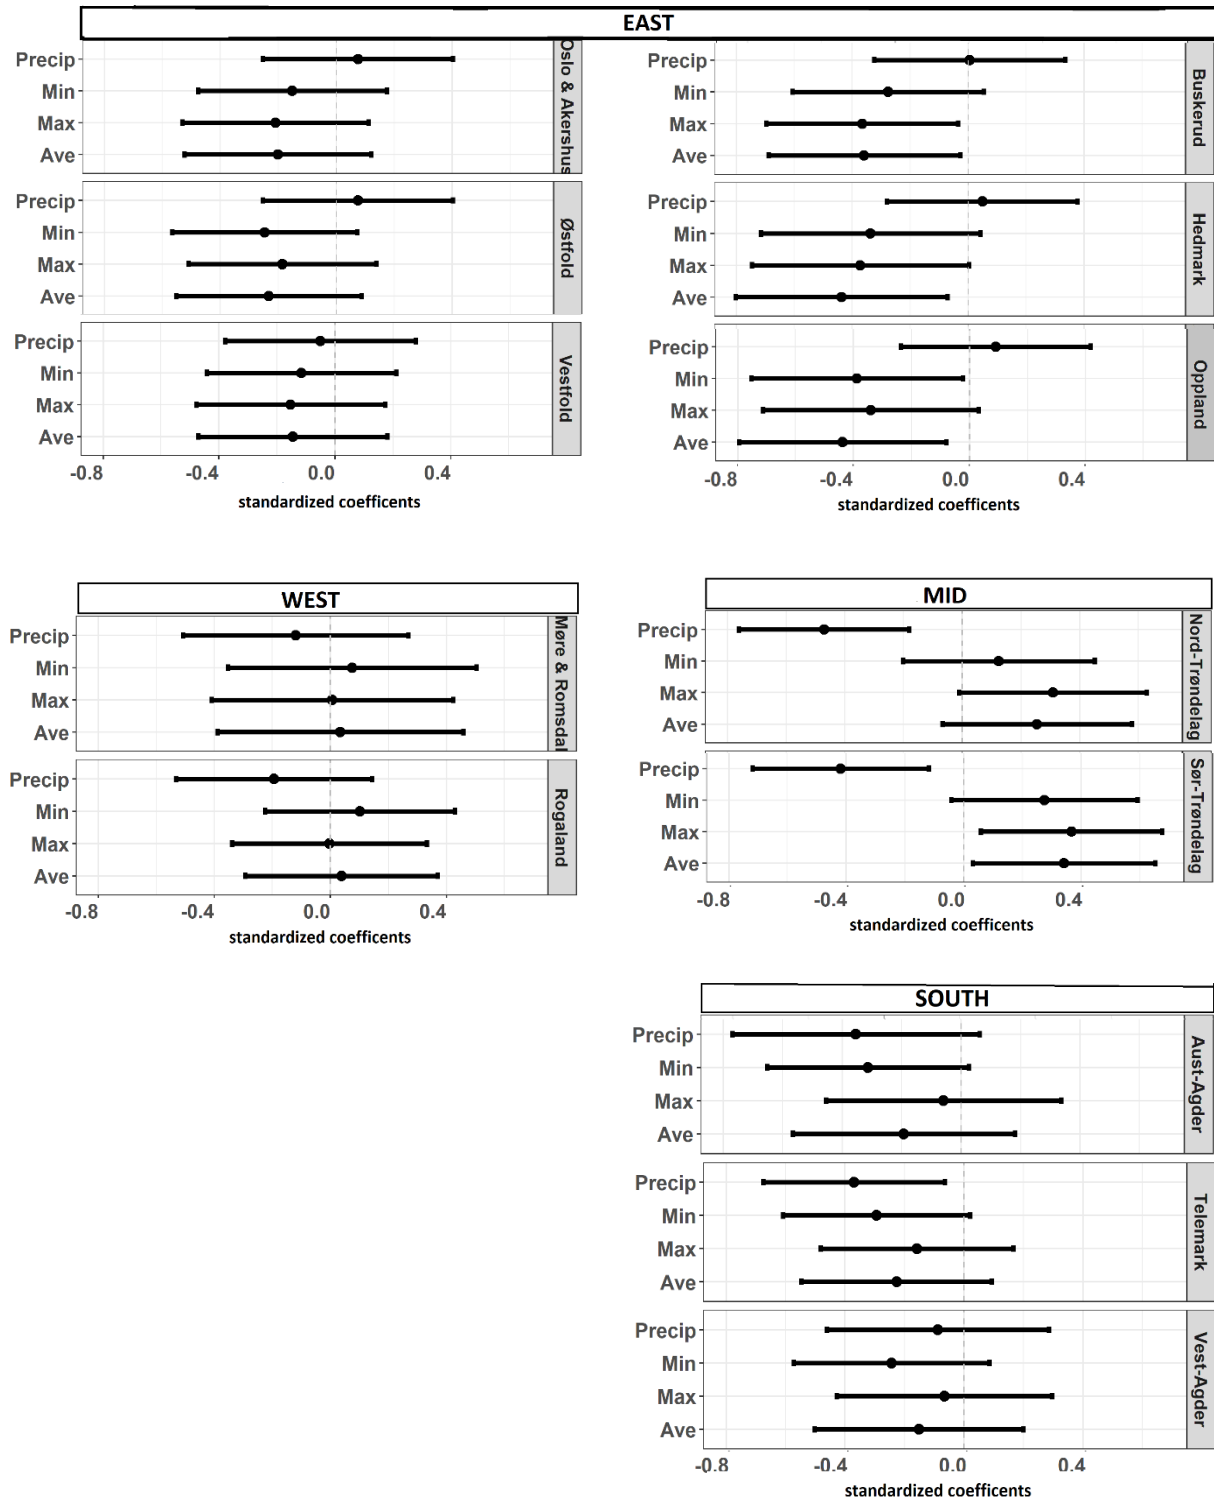 EAST
Precip
Min
Max
Ave
Oslo & Akershus
Precip
Min
Max
Ave
Østfold
Precip
Min
Max
Ave
Vestfold
-0.8
-0.4
0.0
0.4
standardized coefficents
Precip
Min
Max
Ave
Buskerud
Precip
Min
Max
Ave
Hedmark
Precip
Min
Max
Ave
Oppland
-0.8
-0.4
0.0
0.4
standardized coefficents
WEST
Precip
Min
Max
Ave
Møre & Romsdal
Precip
Min
Max
Ave
Rogaland
-0.8
-0.4
0.0
0.4
standardized coefficents
MID
Precip
Min
Max
Ave
Nord-Trøndelag
Precip
Min
Max
Ave
Sør-Trøndelag
-0.8
-0.4
0.0
0.4
standardized coefficents
SOUTH
Precip
Min
Max
Ave
Aust-Agder
Precip
Min
Max
Ave
Telemark
Precip
Min
Max
Ave
Vest-Agder
-0.8
-0.4
0.0
0.4
standardized coefficents